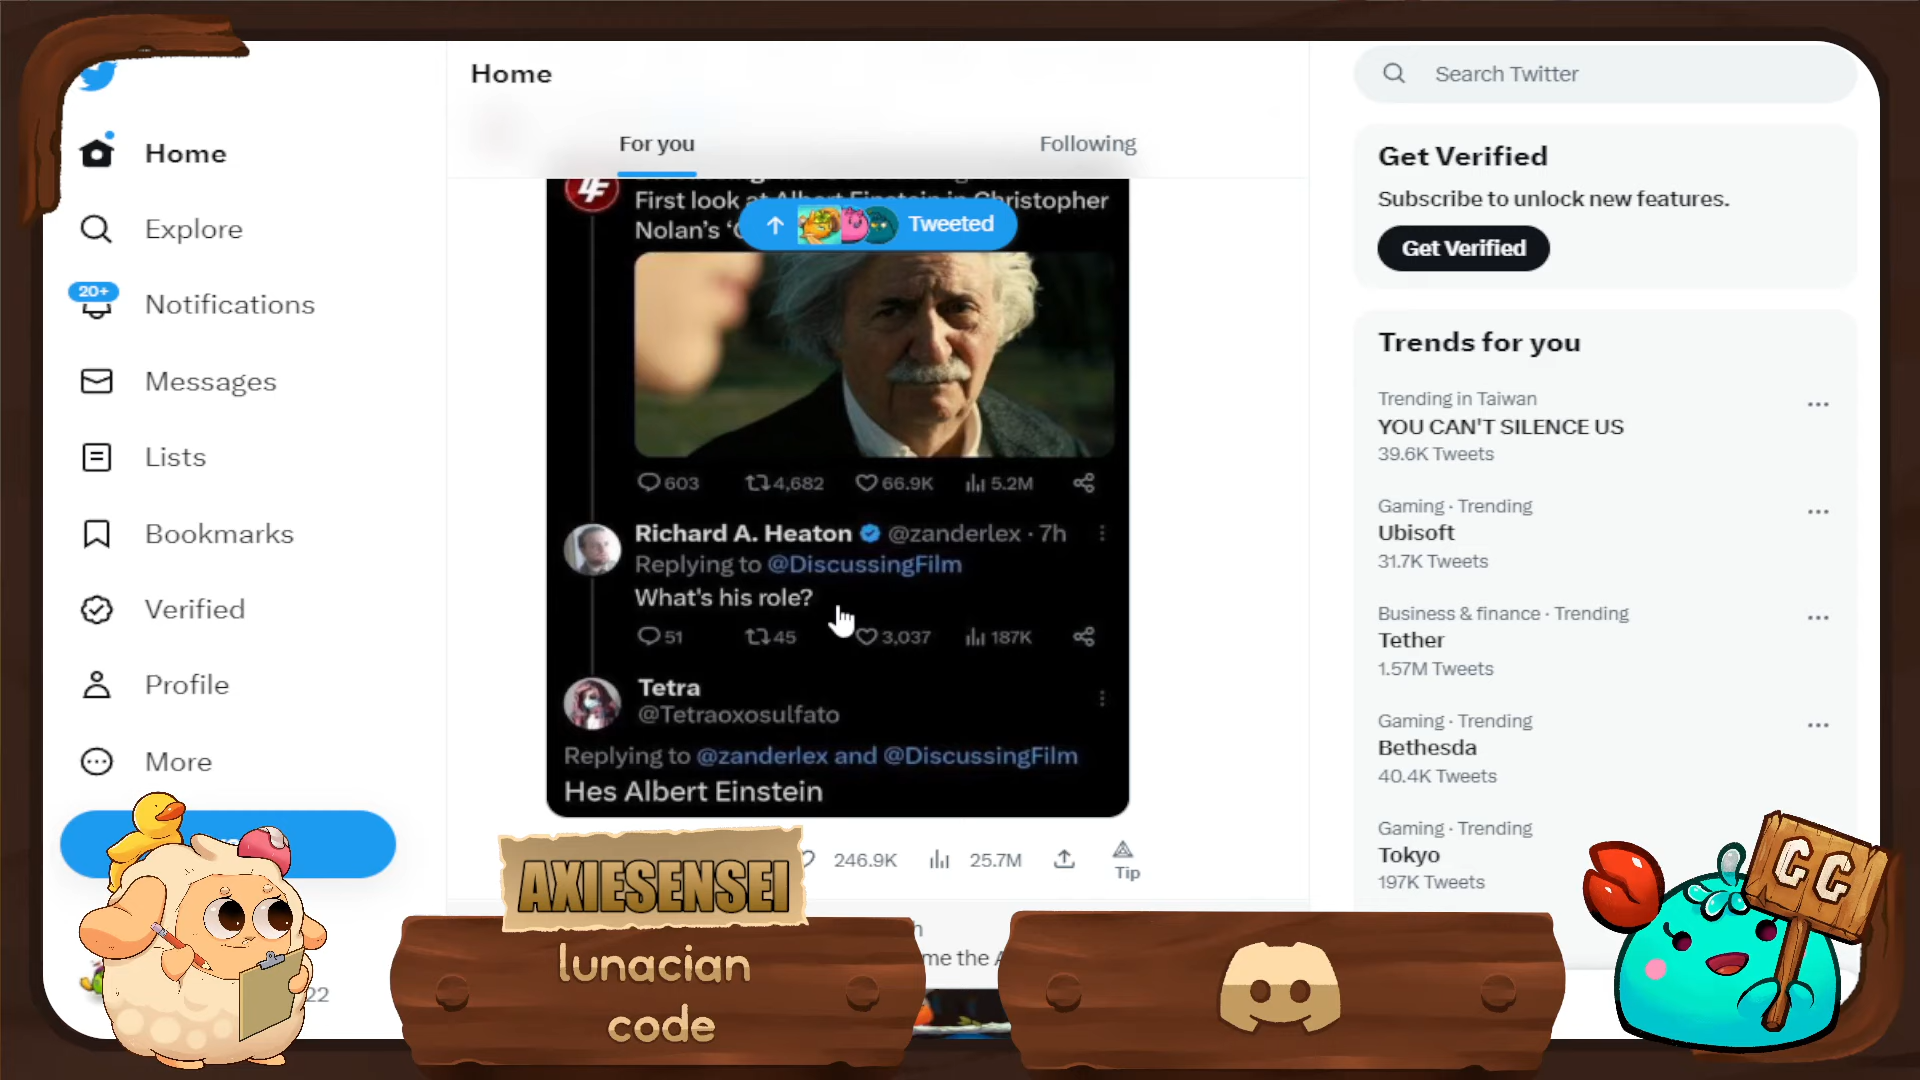 Home
Explore
20+
Notifications
Messages
Lists
Bookmarks
Verified
Profile
More
Home
For you
Following
First look at Albert Einstein in Christopher
Nolan's
Tweeted
603
4,682
66.9K
5.2M
Richard A. Heaton @zanderlex · 7h
Replying to @DiscussingFilm
What's his role?
51
45
3,037
187K
Tetra
@Tetraoxosulfato
Replying to @zanderlex and @DiscussingFilm
Hes Albert Einstein
246.9K
25.7M
Tip
me the
22
Search Twitter
Get Verified
Subscribe to unlock new features.
Get Verified
Trends for you
Trending in Taiwan
YOU CAN'T SILENCE US
39.6K Tweets
Gaming · Trending
Ubisoft
31.7K Tweets
Business & finance · Trending
Tether
1.57M Tweets
Gaming · Trending
Bethesda
40.4K Tweets
Gaming · Trending
Tokyo
197K Tweets
AXIESENSEI
lunacian
code
CC